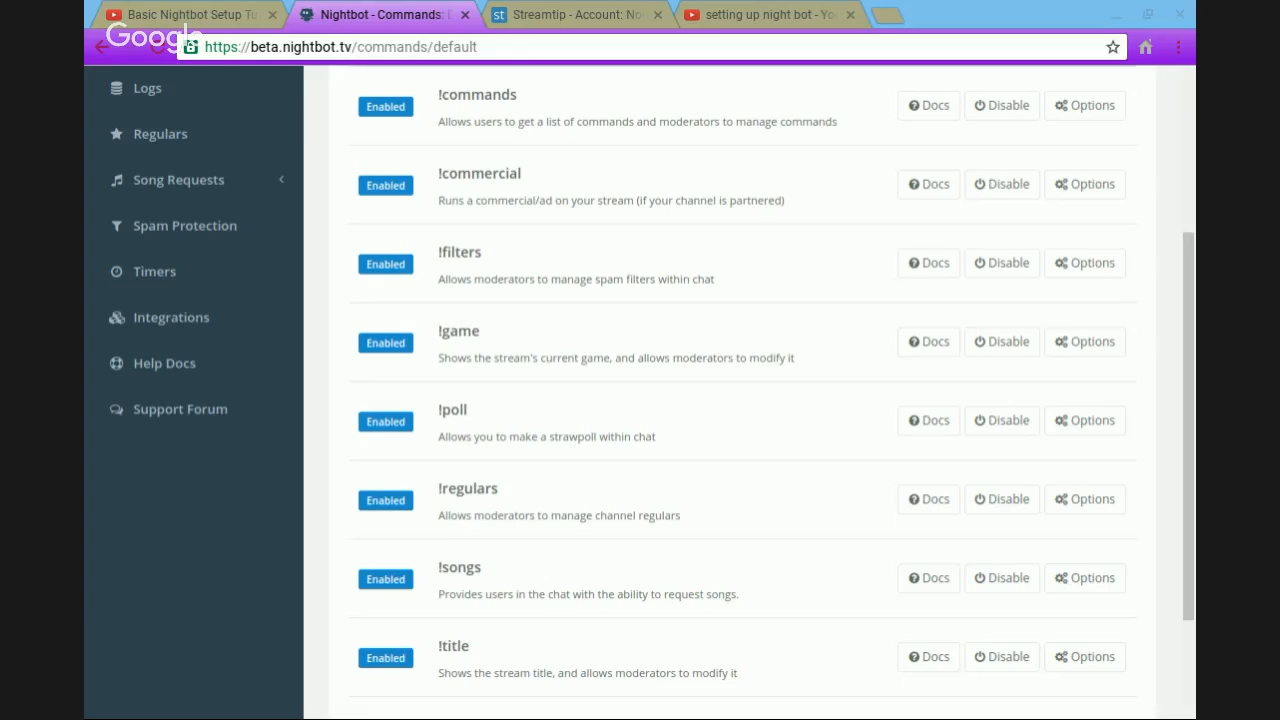 Basic Nightbot Setup Tu
Nightbot - Commands: D
st Streamtip - Account: No
setting up night bot - Yo
Google
https://beta.nightbot.tv/commands/default
Logs
Regulars
Song Requests
Spam Protection
Timers
Integrations
Help Docs
Support Forum
Enabled !commands Docs Disable Options
Allows users to get a list of commands and moderators to manage commands
Enabled !commercial Docs Disable Options
Runs a commercial/ad on your stream (if your channel is partnered)
Enabled !filters Docs Disable Options
Allows moderators to manage spam filters within chat
Enabled !game Docs Disable Options
Shows the stream's current game, and allows moderators to modify it
Enabled !poll Docs Disable Options
Allows you to make a strawpoll within chat
Enabled !regulars Docs Disable Options
Allows moderators to manage channel regulars
Enabled !songs Docs Disable Options
Provides users in the chat with the ability to request songs.
Enabled !title Docs Disable Options
Shows the stream title, and allows moderators to modify it